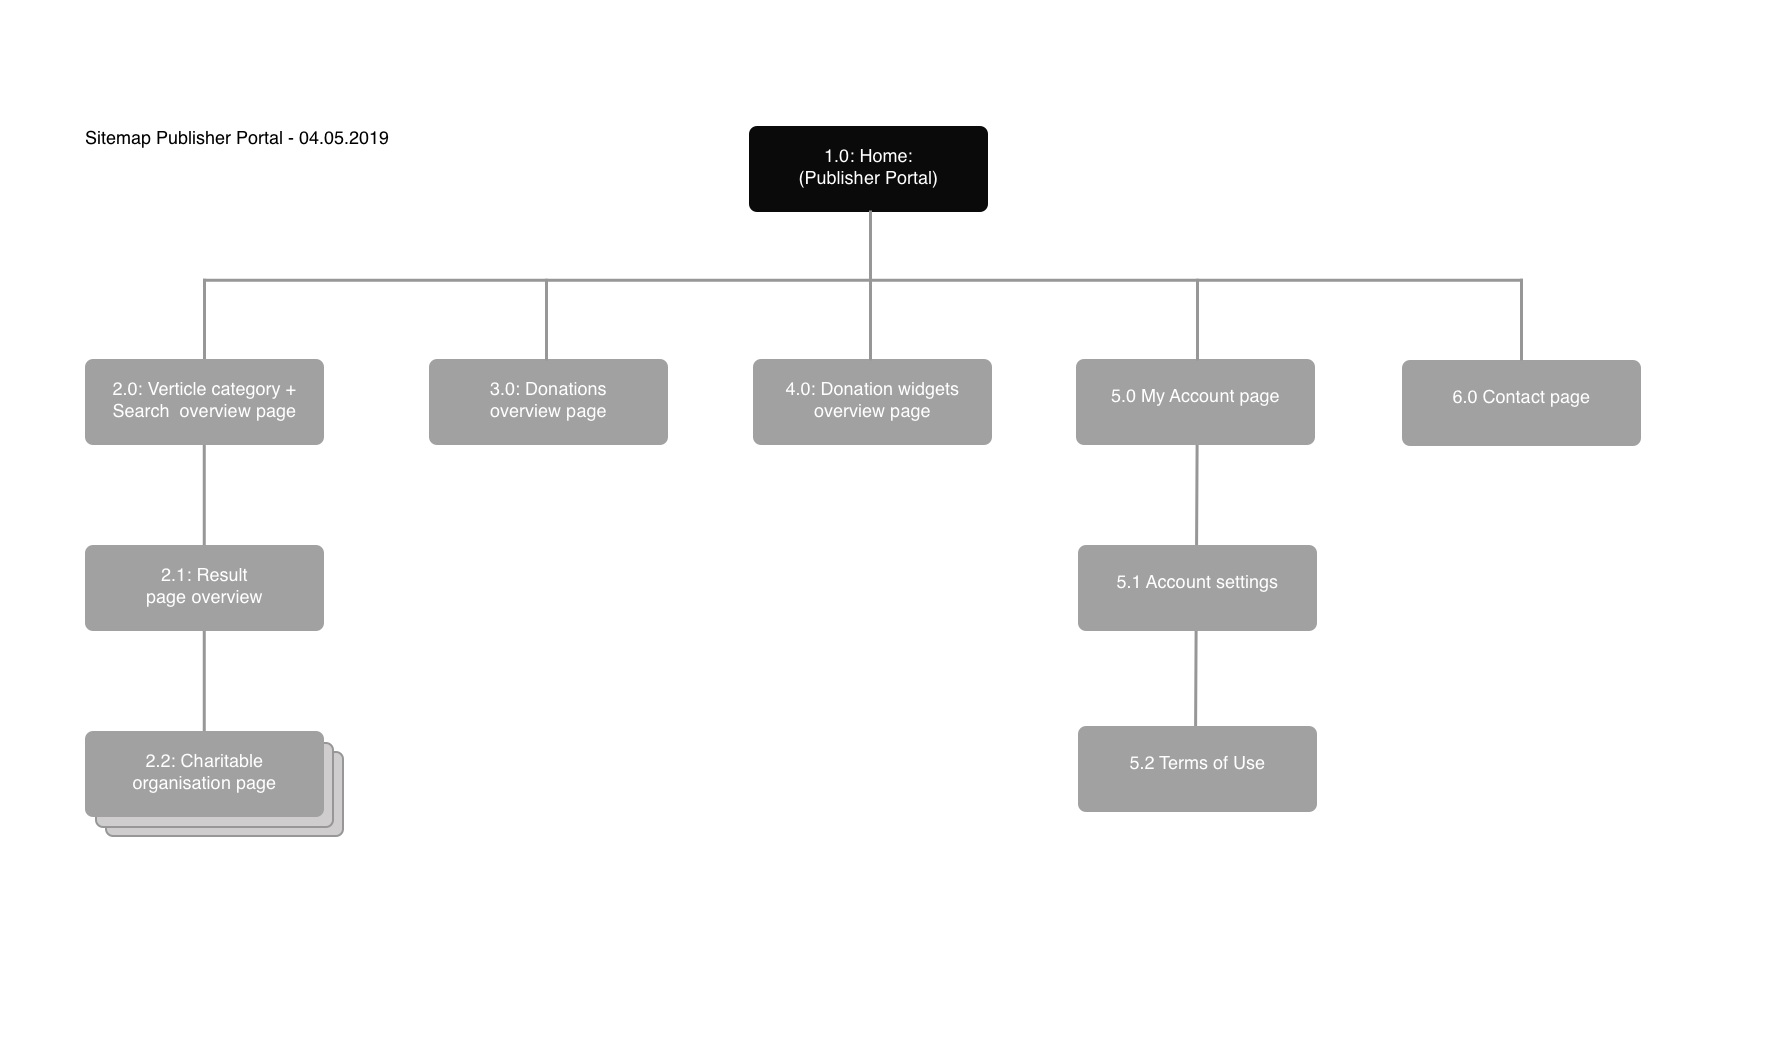 Sitemap Publisher Portal - 04.05.2019
1.0: Home:
(Publisher Portal)
2.0: Verticle category +
Search  overview page
3.0: Donations
overview page
4.0: Donation widgets
overview page
5.0 My Account page
6.0 Contact page
2.1: Result
page overview
5.1 Account settings
2.2: Charitable
organisation page
5.2 Terms of Use